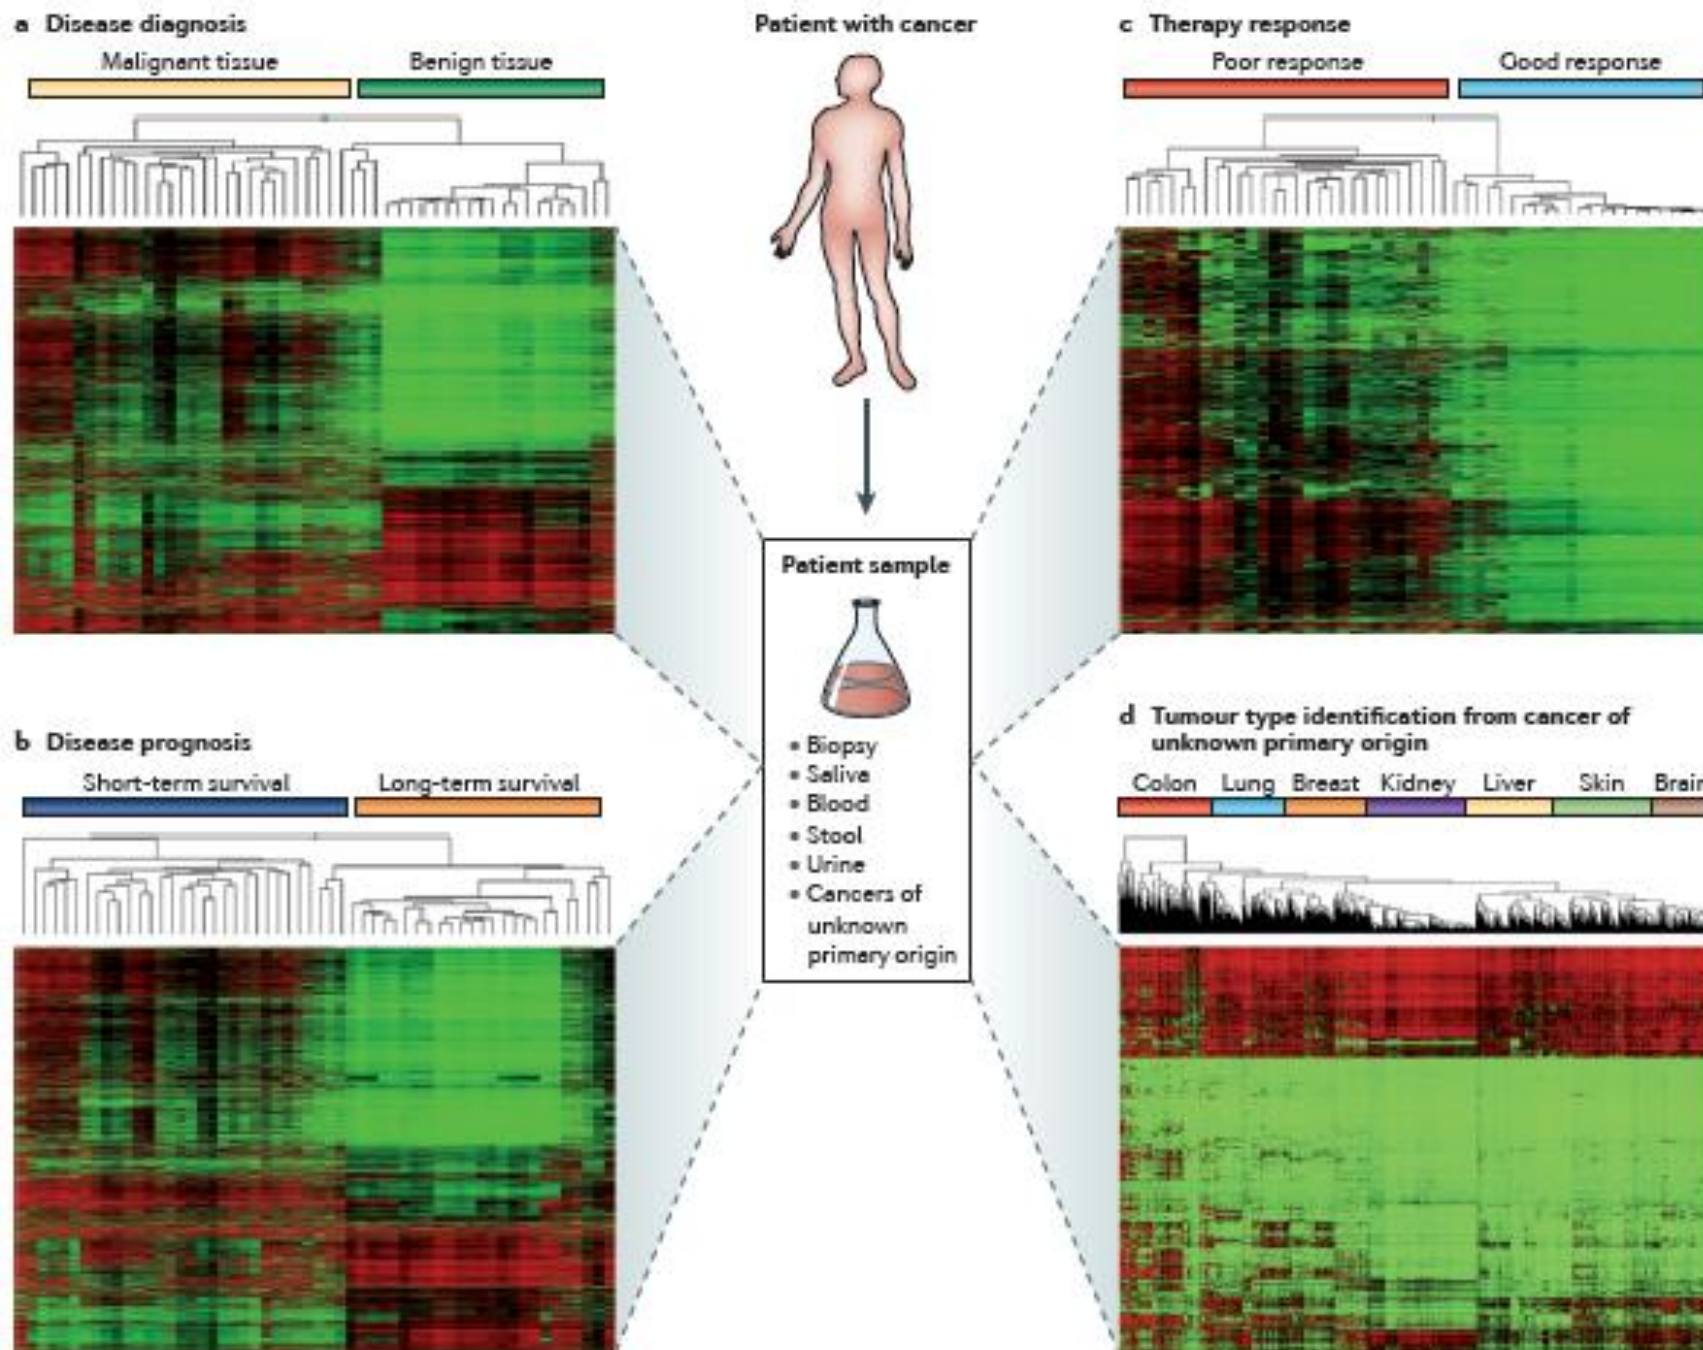 a Disease diagnosis
Malignant tissue
Benign tissue
Patient with cancer
c Therapy response
Poor response
Good response
Patient sample
• Biopsy
• Saliva
• Blood
• Stool
• Urine
• Cancers of
unknown
primary origin
b Disease prognosis
Short-term survival
Long-term survival
d Tumour type identification from cancer of
unknown primary origin
Colon
Lung
Breast
Kidney
Liver
Skin
Brain